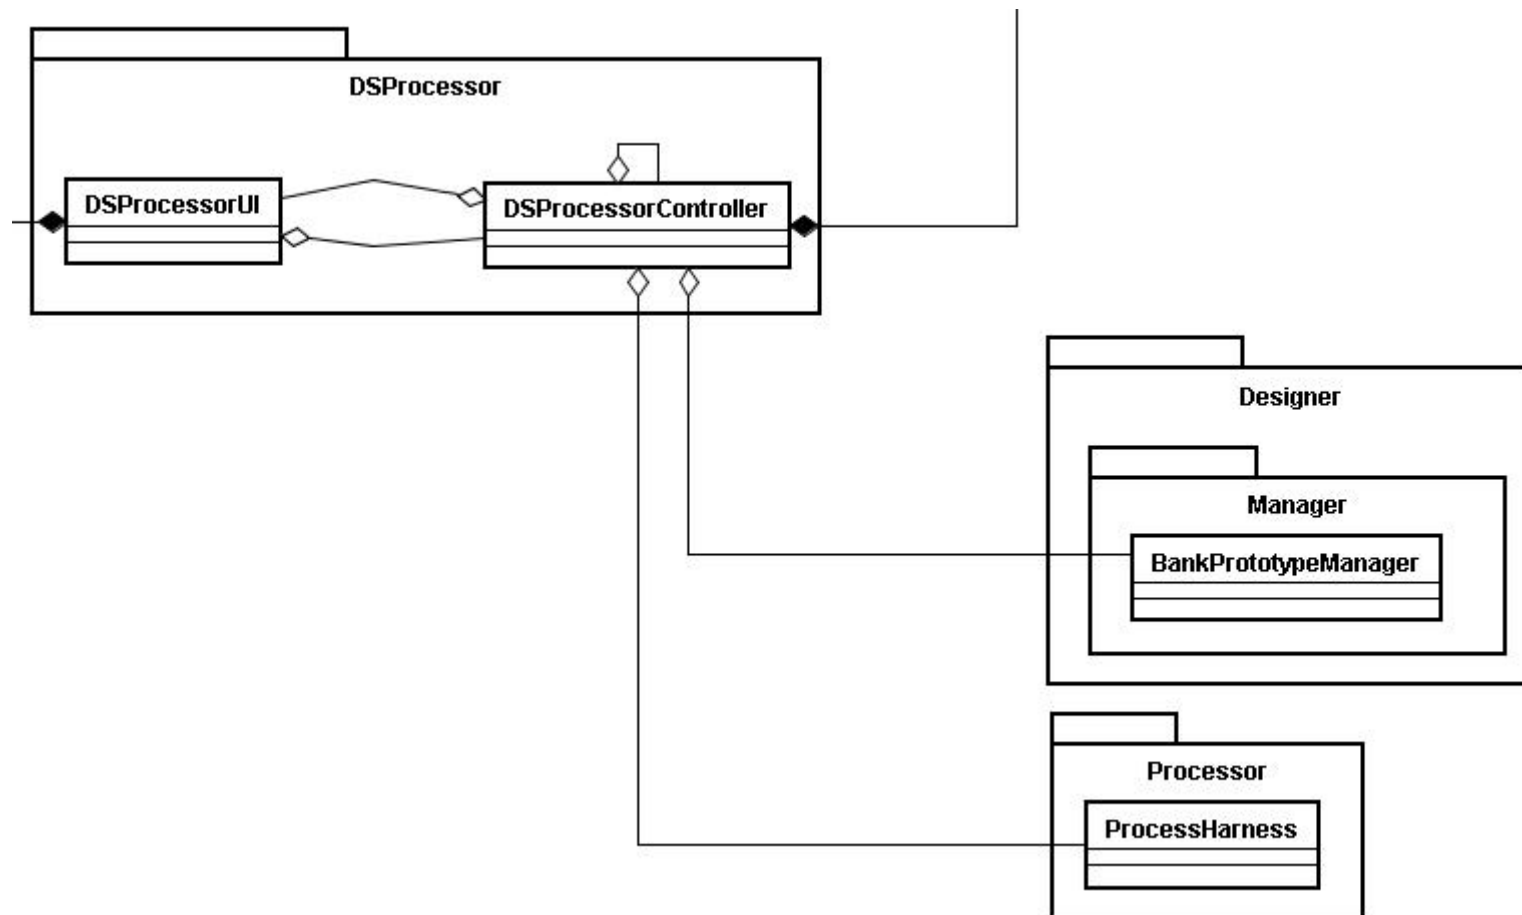 DSProcessor
DSProcessorUI
DSProcessorController
Designer
Manager
BankPrototypeManager
Processor
ProcessHarness